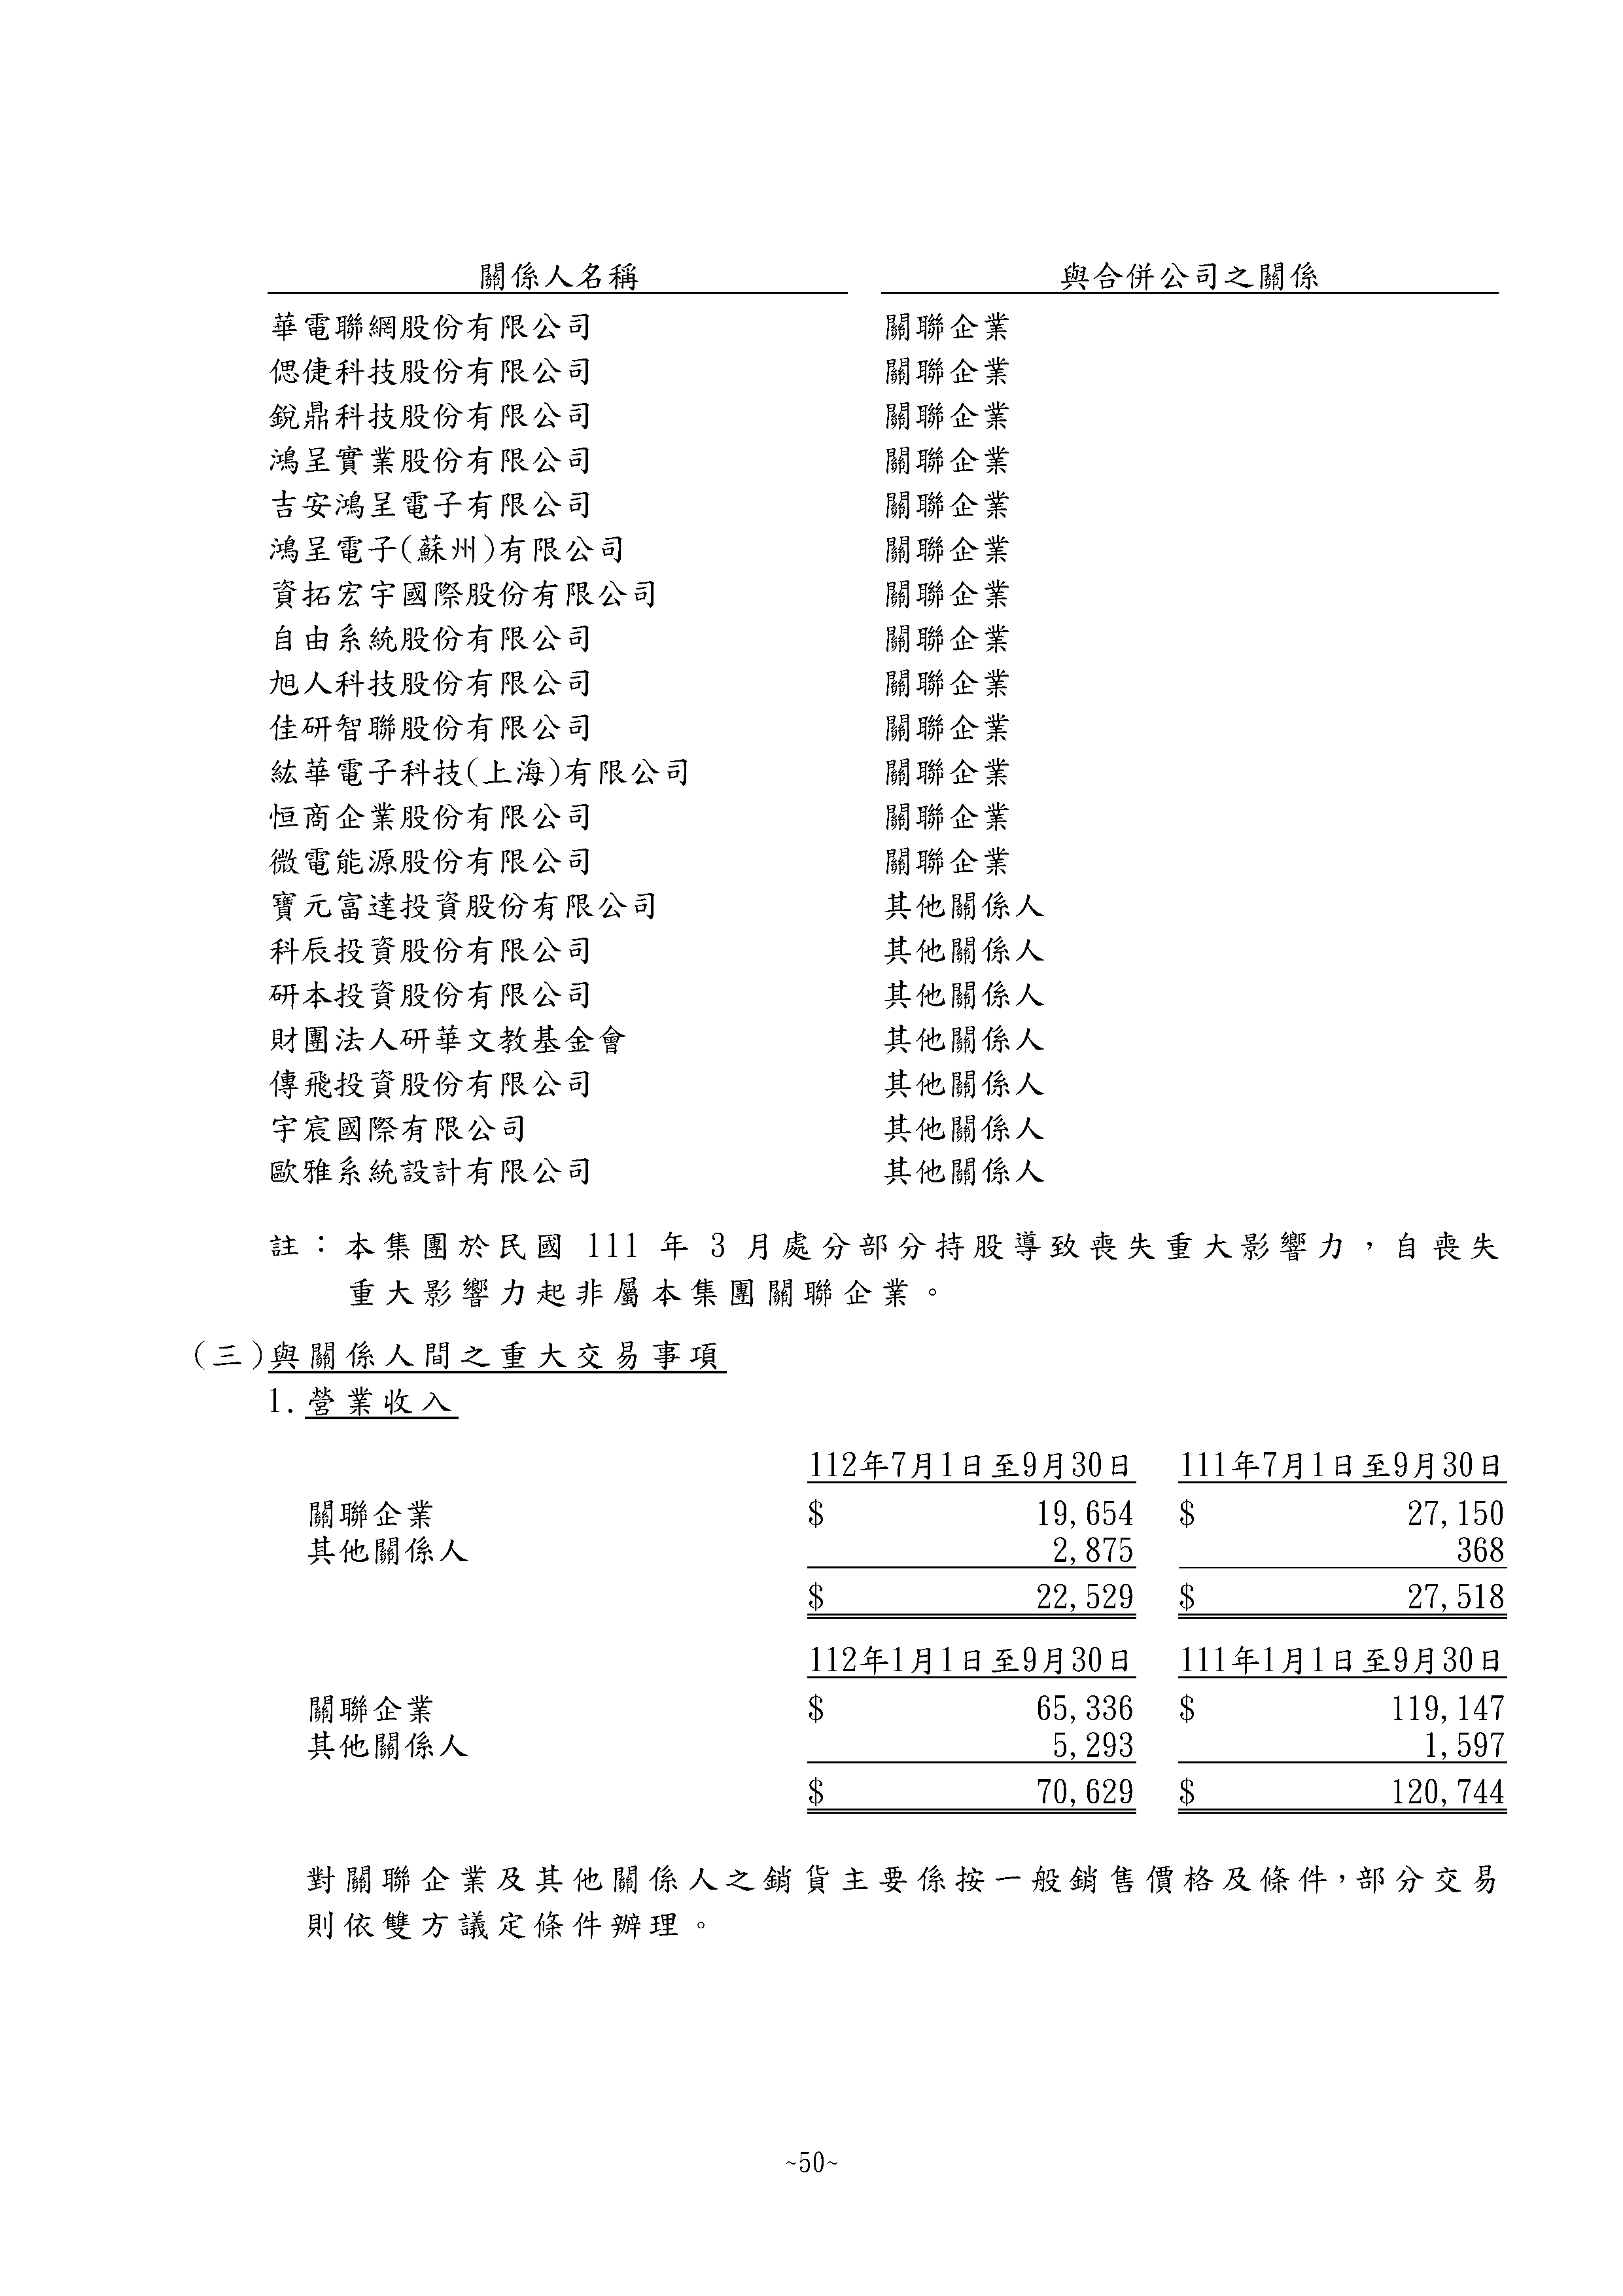 關係人名稱 與合併公司之關係
華電聯網股份有限公司 關聯企業
偲倢科技股份有限公司 關聯企業
銳鼎科技股份有限公司 關聯企業
鴻呈實業股份有限公司 關聯企業
吉安鴻呈電子有限公司 關聯企業
鴻呈電子(蘇州)有限公司 關聯企業
資拓宏宇國際股份有限公司 關聯企業
自由系統股份有限公司 關聯企業
旭人科技股份有限公司 關聯企業
佳研智聯股份有限公司 關聯企業
紘華電子科技(上海)有限公司 關聯企業
恒商企業股份有限公司 關聯企業
微電能源股份有限公司 關聯企業
寶元富達投資股份有限公司 其他關係人
科辰投資股份有限公司 其他關係人
研本投資股份有限公司 其他關係人
財團法人研華文教基金會 其他關係人
傳飛投資股份有限公司 其他關係人
宇宸國際有限公司 其他關係人
歐雅系統設計有限公司 其他關係人
註：本集團於民國 111 年 3 月處分部分持股導致喪失重大影響力，自喪失
重大影響力起非屬本集團關聯企業。
(三)與關係人間之重大交易事項
1.營業收入
112年7月1日至9月30日 111年7月1日至9月30日
關聯企業 $ 19,654 $ 27,150
其他關係人 2,875 368
$ 22,529 $ 27,518
112年1月1日至9月30日 111年1月1日至9月30日
關聯企業 $ 65,336 $ 119,147
其他關係人 5,293 1,597
$ 70,629 $ 120,744
對關聯企業及其他關係人之銷貨主要係按一般銷售價格及條件，部分交易
則依雙方議定條件辦理。
~50~